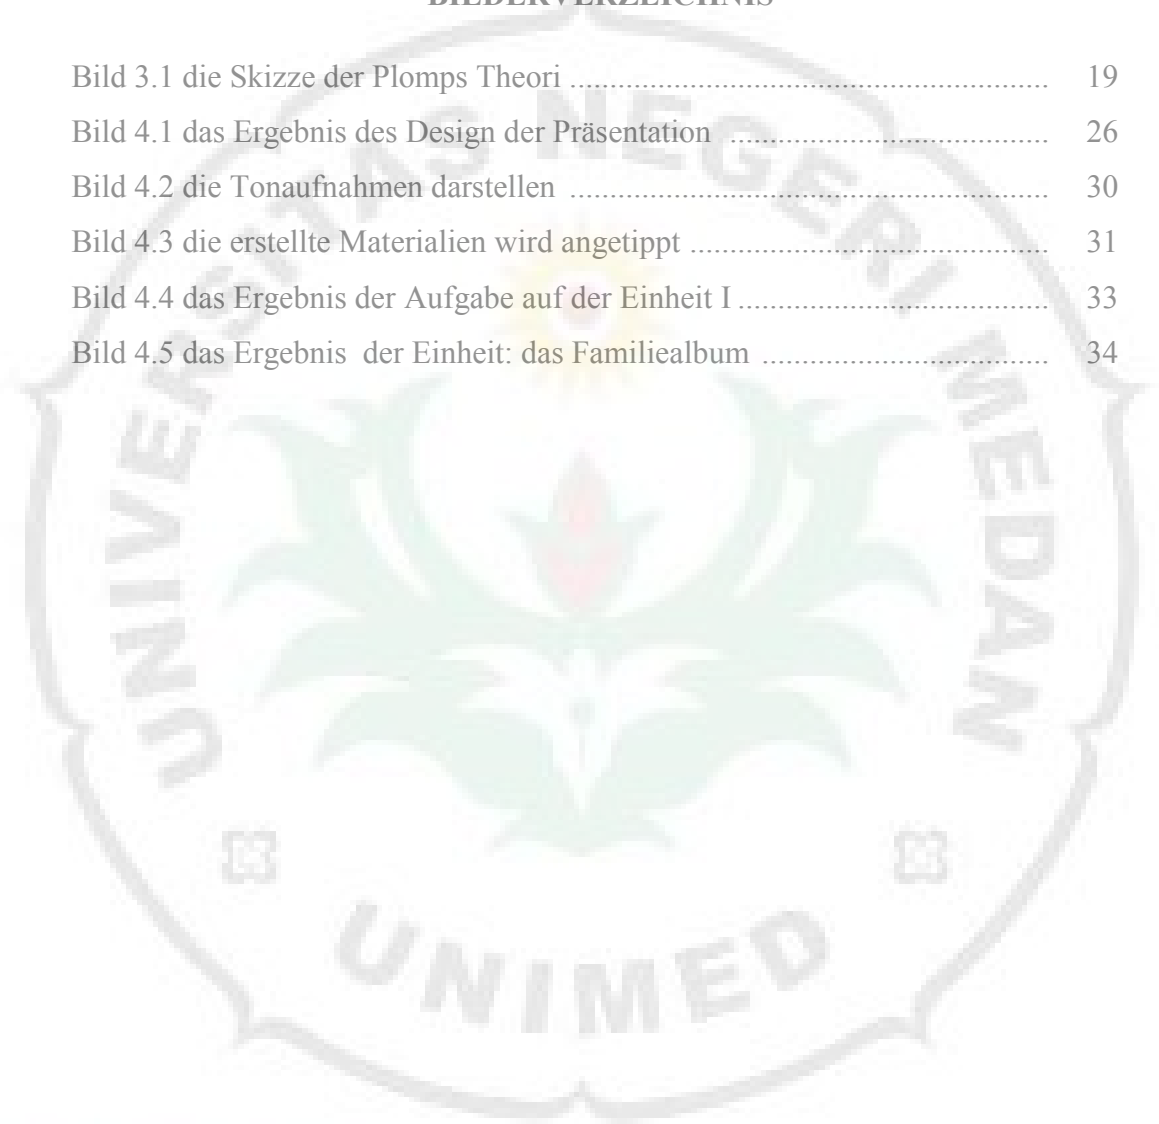 BILDERVERZEICHNIS
Bild 3.1 die Skizze der Plomps Theori ............................................................. 19
Bild 4.1 das Ergebnis des Design der Präsentation ......................................... 26
Bild 4.2 die Tonaufnahmen darstellen ............................................................. 30
Bild 4.3 die erstellte Materialien wird angetippt .............................................. 31
Bild 4.4 das Ergebnis der Aufgabe auf der Einheit I ........................................ 33
Bild 4.5 das Ergebnis  der Einheit: das Familiealbum ..................................... 34
UNIVERSITAS NEGERI MEDAN
UNIMED